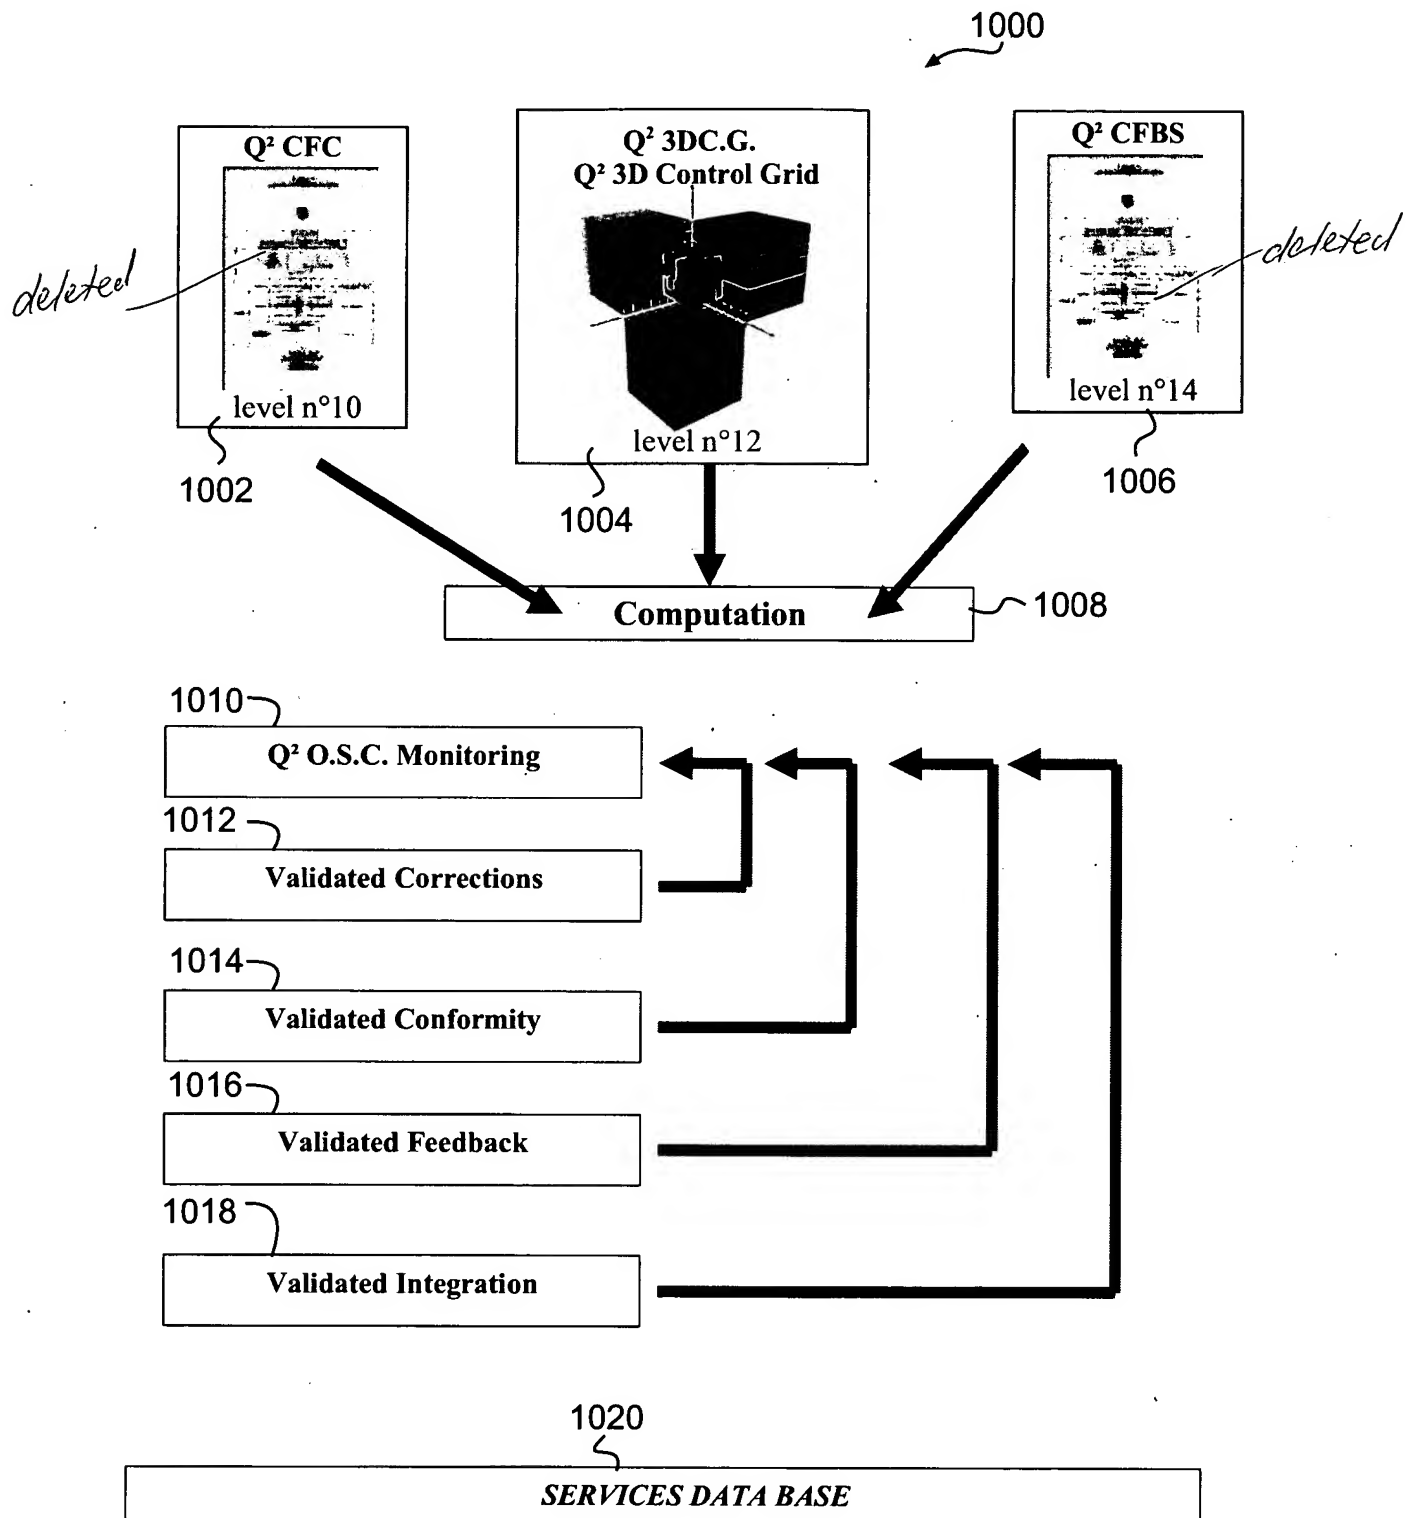 1000
Q² CFC
Q² 3DC.G.
Q² 3D Control Grid
Q² CFBS
deleted
deleted
level n°10
level n°12
level n°14
1002
1004
1006
Computation
1008
1010
Q² O.S.C. Monitoring
1012
Validated Corrections
1014
Validated Conformity
1016
Validated Feedback
1018
Validated Integration
1020
SERVICES DATA BASE